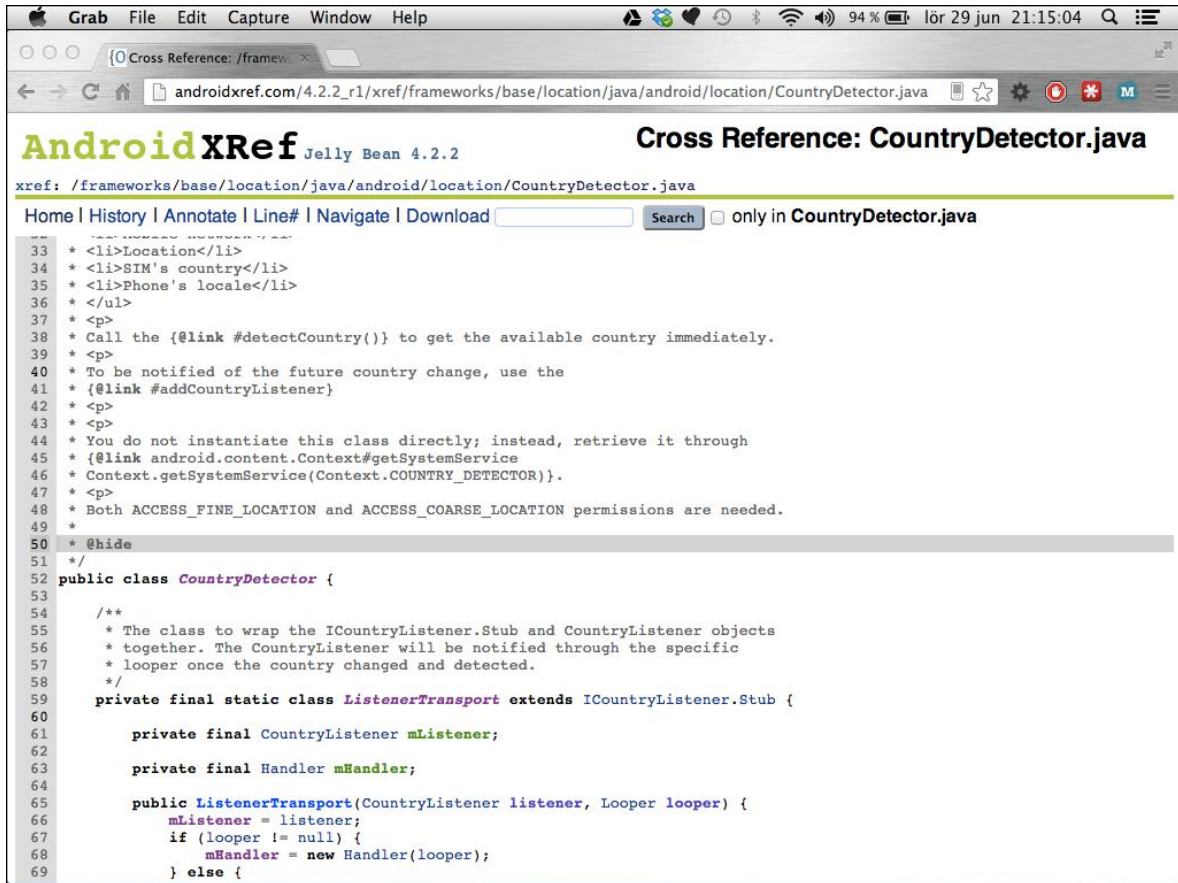 Grab File Edit Capture Window Help 94 % lör 29 jun 21:15:04
Cross Reference: /framew
androidxref.com/4.2.2_r1/xref/frameworks/base/location/java/android/location/CountryDetector.java
AndroidXRef Jelly Bean 4.2.2 Cross Reference: CountryDetector.java
xref: /frameworks/base/location/java/android/location/CountryDetector.java
Home | History | Annotate | Line# | Navigate | Download Search only in CountryDetector.java
33 * <li>Location</li>
34 * <li>SIM's country</li>
35 * <li>Phone's locale</li>
36 * </ul>
37 * <p>
38 * Call the {@link #detectCountry()} to get the available country immediately.
39 * <p>
40 * To be notified of the future country change, use the
41 * {@link #addCountryListener}
42 * <p>
43 * <p>
44 * You do not instantiate this class directly; instead, retrieve it through
45 * {@link android.content.Context#getSystemService
46 * Context.getSystemService(Context.COUNTRY_DETECTOR)}.
47 * <p>
48 * Both ACCESS_FINE_LOCATION and ACCESS_COARSE_LOCATION permissions are needed.
49 *
50 * @hide
51 */
52 public class CountryDetector {
53
54 /**
55 * The class to wrap the ICountryListener.Stub and CountryListener objects
56 * together. The CountryListener will be notified through the specific
57 * looper once the country changed and detected.
58 */
59 private final static class ListenerTransport extends ICountryListener.Stub {
60
61 private final CountryListener mListener;
62
63 private final Handler mHandler;
64
65 public ListenerTransport(CountryListener listener, Looper looper) {
66 mListener = listener;
67 if (looper != null) {
68 mHandler = new Handler(looper);
69 } else {